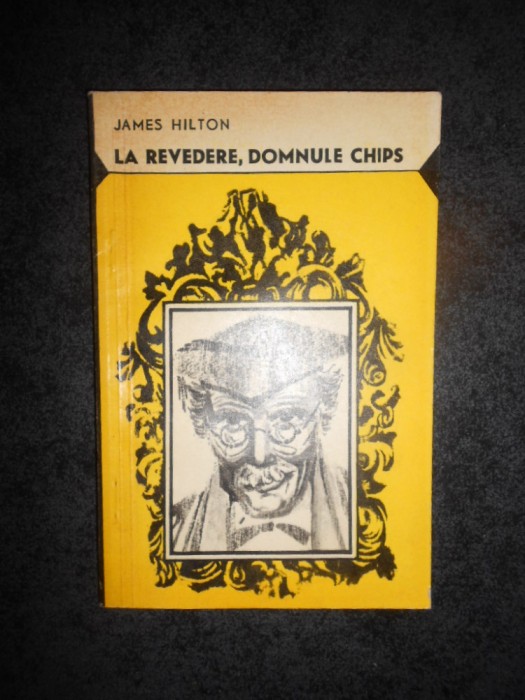 JAMES HILTON
LA REVEDERE, DOMNULE CHIPS